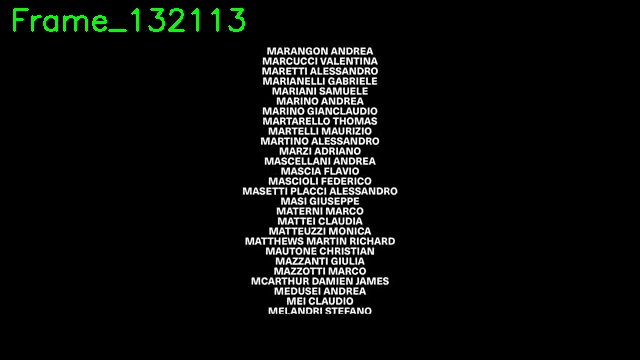 Frame_132113
MARANGON ANDREA
MARCUCCI VALENTINA
MARETTI ALESSANDRO
MARIANELLI GABRIELE
MARIANI SAMUELE
MARINO ANDREA
MARINO GIANCLAUDIO
MARTARELLO THOMAS
MARTELLI MAURIZIO
MARTINO ALESSANDRO
MARZI ADRIANO
MASCELLANI ANDREA
MASCIA FLAVIO
MASCIOLI FEDERICO
MASETTI PLACCI ALESSANDRO
MASI GIUSEPPE
MATERNI MARCO
MATTEI CLAUDIA
MATTEUZZI MONICA
MATTHEWS MARTIN RICHARD
MAUTONE CHRISTIAN
MAZZANTI GIULIA
MAZZOTTI MARCO
MCARTHUR DAMIEN JAMES
MEDUSEI ANDREA
MEI CLAUDIO
MELANDRI STEFANO